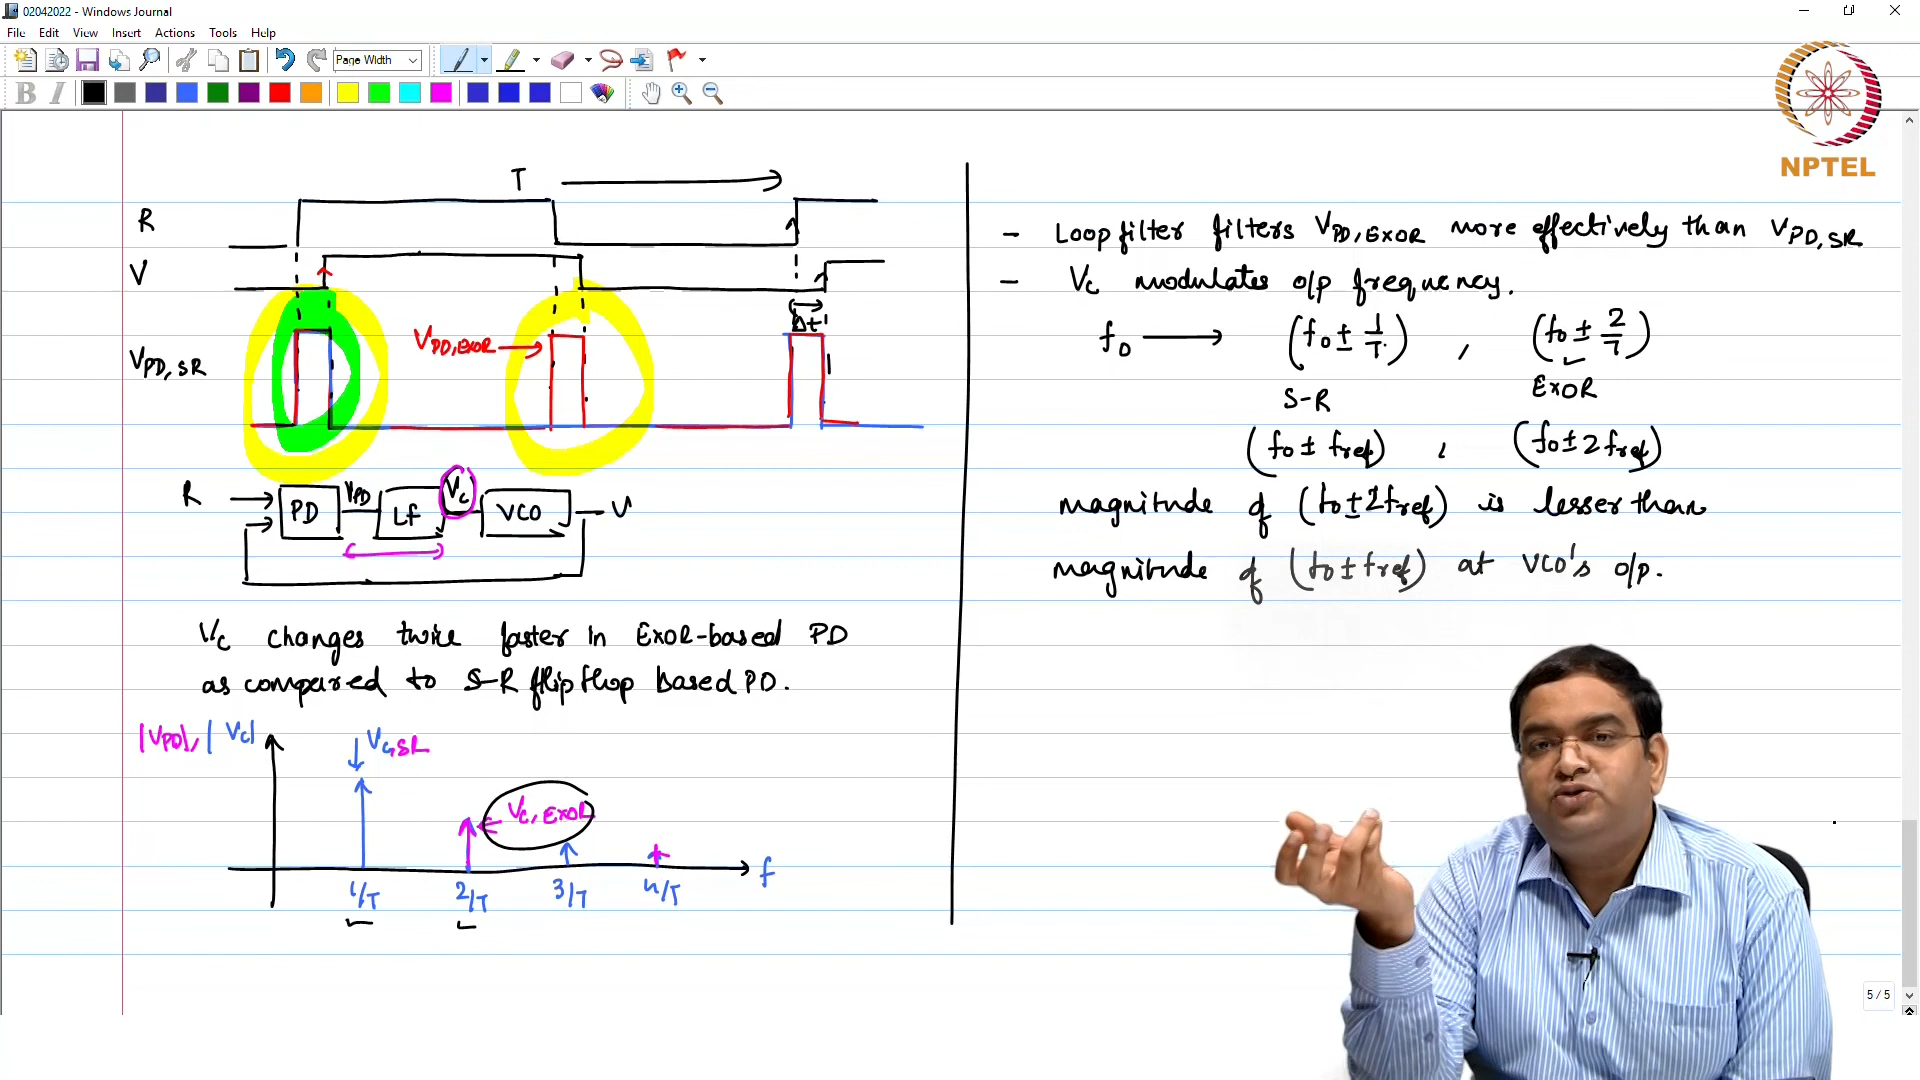 02042022 - Windows Journal
File Edit View Insert Actions Tools Help
Page Width
B I
NPTEL
T
R
V
Δt
VPD,EXOR
VPD,SR
R PD VPD Lf Vc VCO V
Vc changes twice faster in EXOR-based PD
as compared to S-R flipflop based PD.
|VPD|, |Vc|
Vc,SR
Vc,EXOR
1/T 2/T 3/T 4/T f
- Loop filter filters VPD,EXOR more effectively than VPD,SR
- Vc modulates o/p frequency.
f0 → (f0 ± 1/T) , (f0 ± 2/T)
S-R EXOR
(f0 ± fref) , (f0 ± 2fref)
magnitude of (f0 ± 2fref) is lesser than
magnitude of (f0 ± fref) at VCO's o/p.
5 / 5